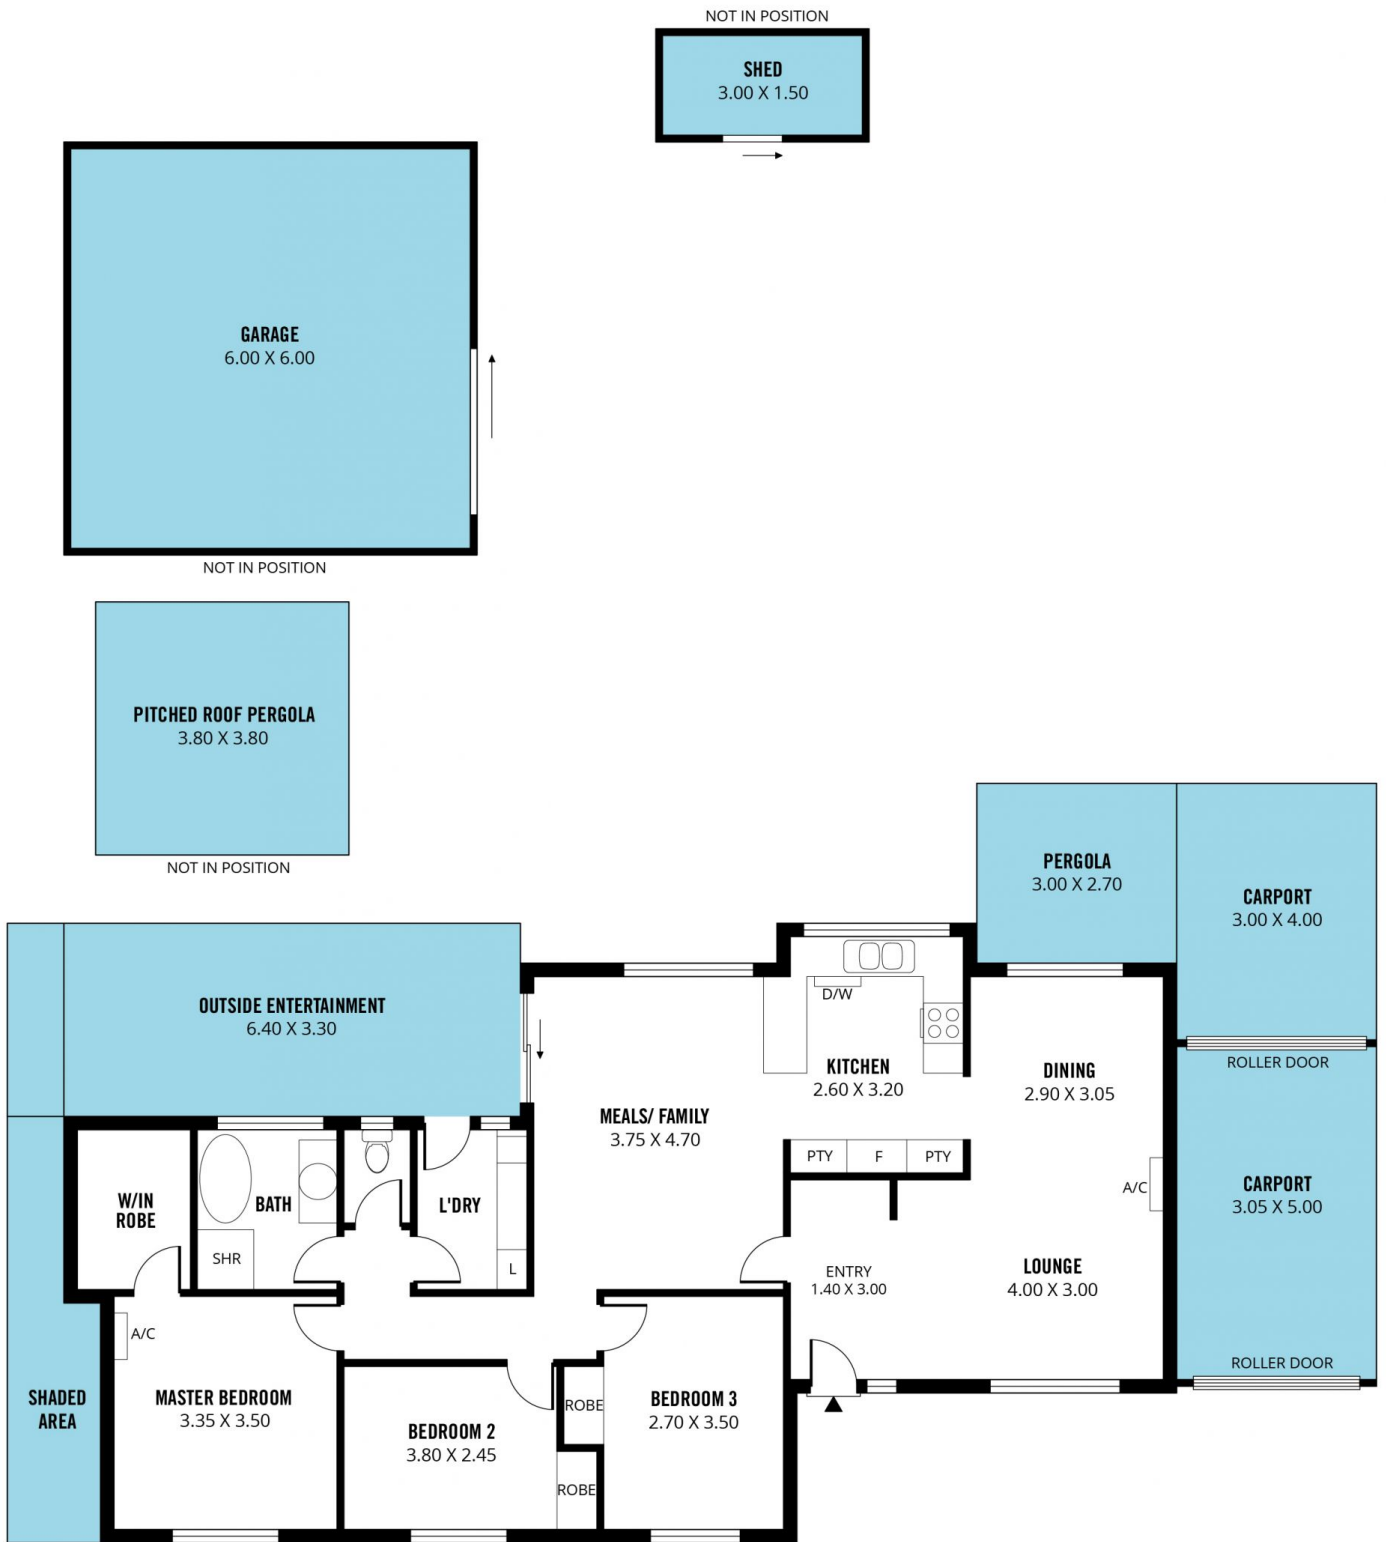 NOT IN POSITION
SHED
3.00 X 1.50
GARAGE
6.00 X 6.00
NOT IN POSITION
PITCHED ROOF PERGOLA
3.80 X 3.80
NOT IN POSITION
PERGOLA
3.00 X 2.70
CARPORT
3.00 X 4.00
OUTSIDE ENTERTAINMENT
6.40 X 3.30
D/W
KITCHEN
2.60 X 3.20
DINING
2.90 X 3.05
ROLLER DOOR
MEALS/ FAMILY
3.75 X 4.70
PTY
F
PTY
A/C
CARPORT
3.05 X 5.00
W/IN
ROBE
BATH
L'DRY
SHR
L
ENTRY
1.40 X 3.00
LOUNGE
4.00 X 3.00
A/C
ROLLER DOOR
SHADED
AREA
MASTER BEDROOM
3.35 X 3.50
BEDROOM 2
3.80 X 2.45
ROBE
ROBE
BEDROOM 3
2.70 X 3.50